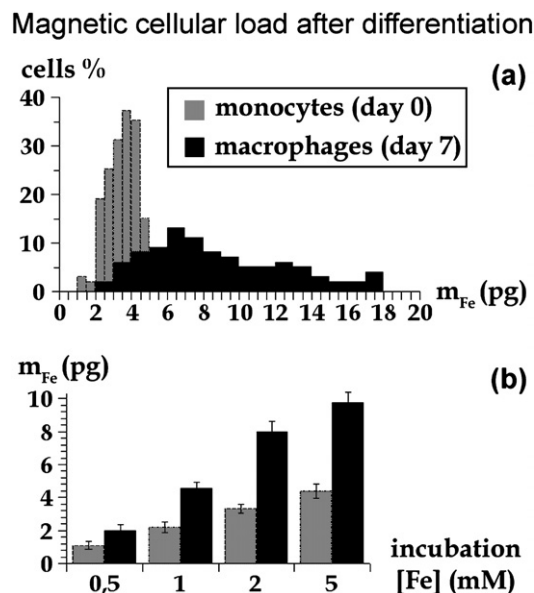 Magnetic cellular load after differentiation
cells %
(a)
monocytes (day 0)
macrophages (day 7)
40
30
20
10
0
0 2 4 6 8 10 12 14 16 18 20
m_Fe (pg)
m_Fe (pg)
(b)
10
8
6
4
2
0
0,5 1 2 5
incubation
[Fe] (mM)